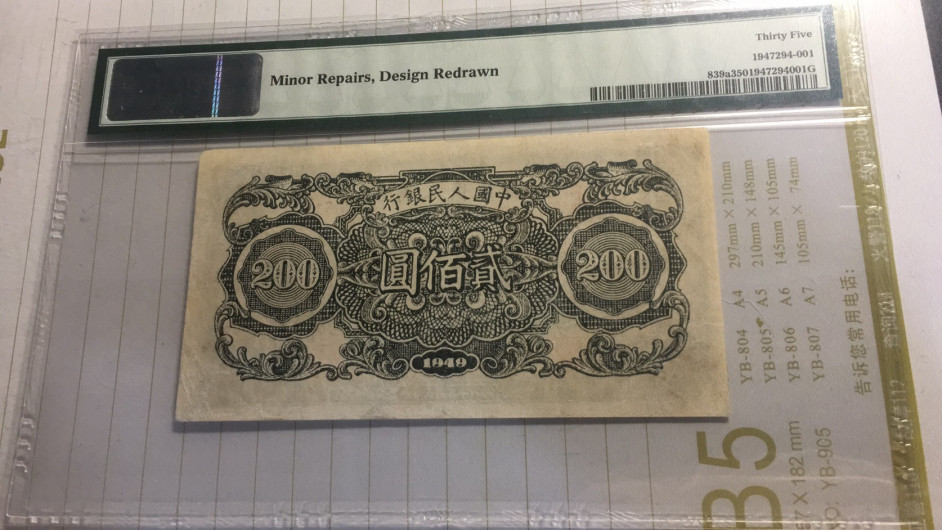 Thirty Five
1947294-001
Minor Repairs, Design Redrawn
839a3501947294001G
行銀民人國中
200
圓佰貳
200
1949
YB-804 A4 297mm × 210mm
YB-805 A5 210mm × 148mm
YB-806 A6 145mm × 105mm
YB-807 A7 105mm × 74mm
告诉您常用电话:
B5
7 × 182 mm
O: YB-905